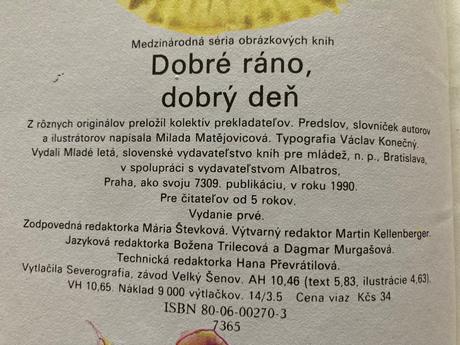 Medzinárodná séria obrázkových kníh
Dobré ráno,
dobrý deň
Z rôznych originálov preložil kolektív prekladateľov. Predslov, slovníček autorov
a ilustrátorov napísala Milada Matějovicová. Typografia Václav Konečný.
Vydali Mladé letá, slovenské vydavateľstvo kníh pre mládež, n. p., Bratislava,
v spolupráci s vydavateľstvom Albatros,
Praha, ako svoju 7309. publikáciu, v roku 1990.
Pre čitateľov od 5 rokov.
Vydanie prvé.
Zodpovedná redaktorka Mária Števková. Výtvarný redaktor Martin Kellenberger.
Jazyková redaktorka Božena Trilecová a Dagmar Murgašová.
Technická redaktorka Hana Převrátilová.
Vytlačila Severografia, závod Velký Šenov. AH 10,46 (text 5,83, ilustrácie 4,63).
VH 10,65. Náklad 9 000 výtlačkov. 14/3.5 Cena viaz Kčs 34
ISBN 80-06-00270-3
7365